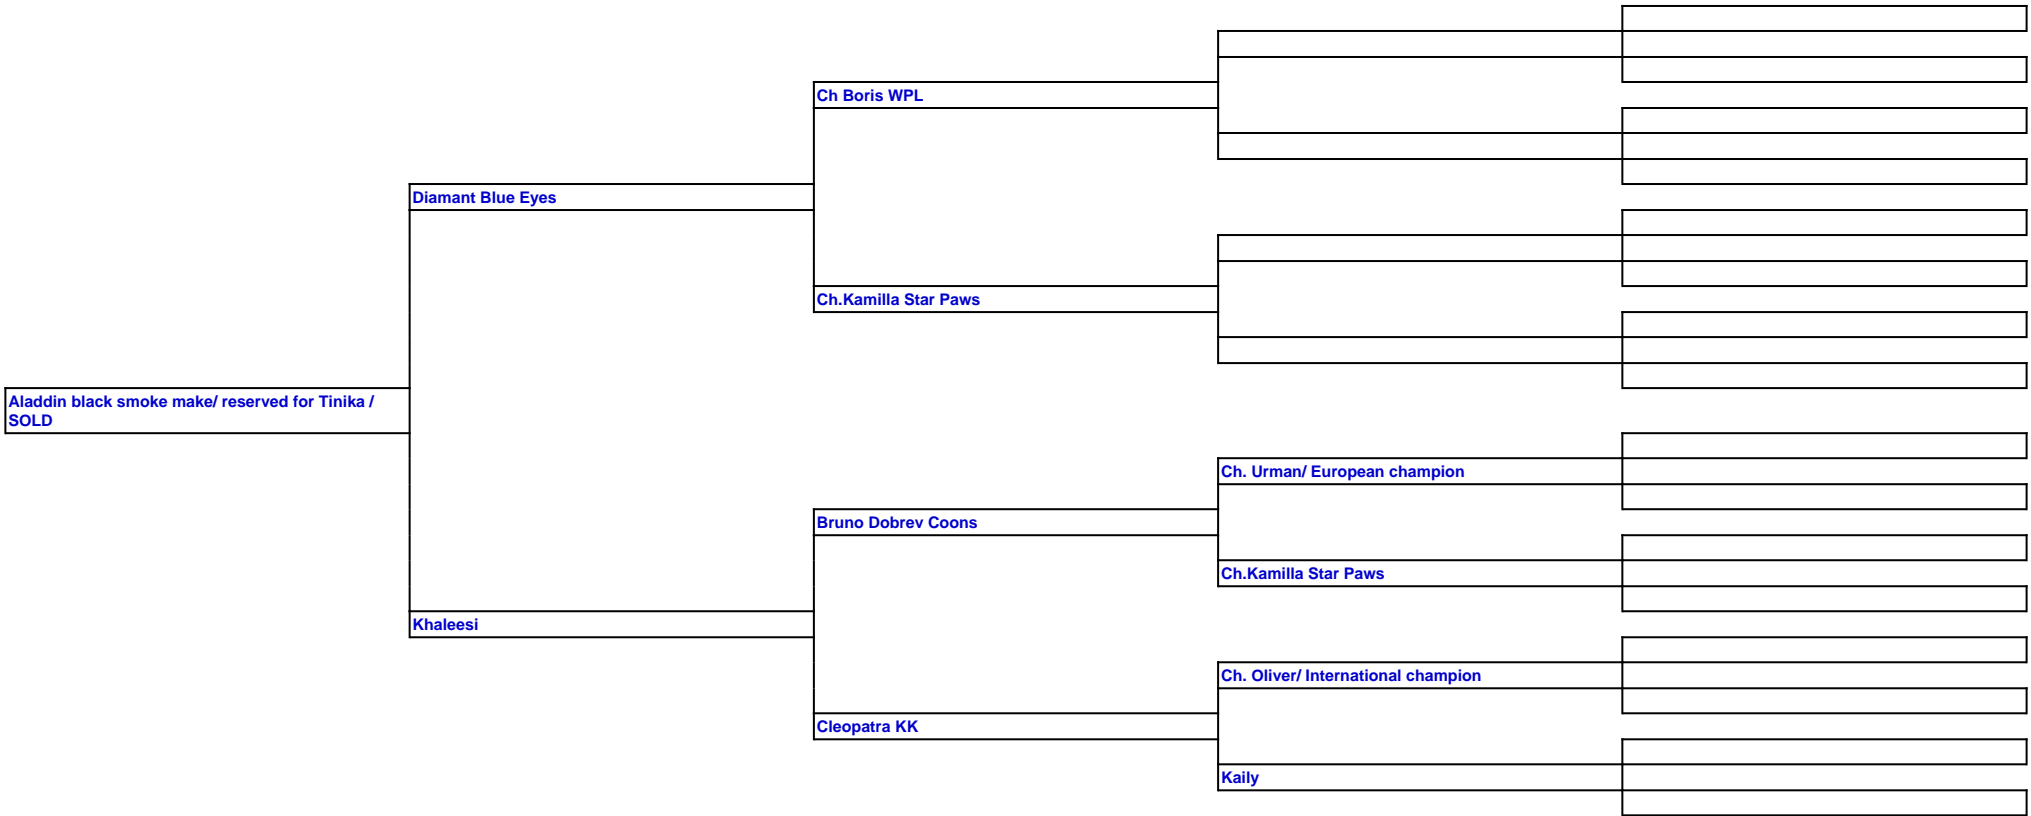 Ch Boris WPL
Diamant Blue Eyes
Ch.Kamilla Star Paws
Aladdin black smoke make/ reserved for Tinika /
SOLD
Ch. Urman/ European champion
Bruno Dobrev Coons
Ch.Kamilla Star Paws
Khaleesi
Ch. Oliver/ International champion
Cleopatra KK
Kaily